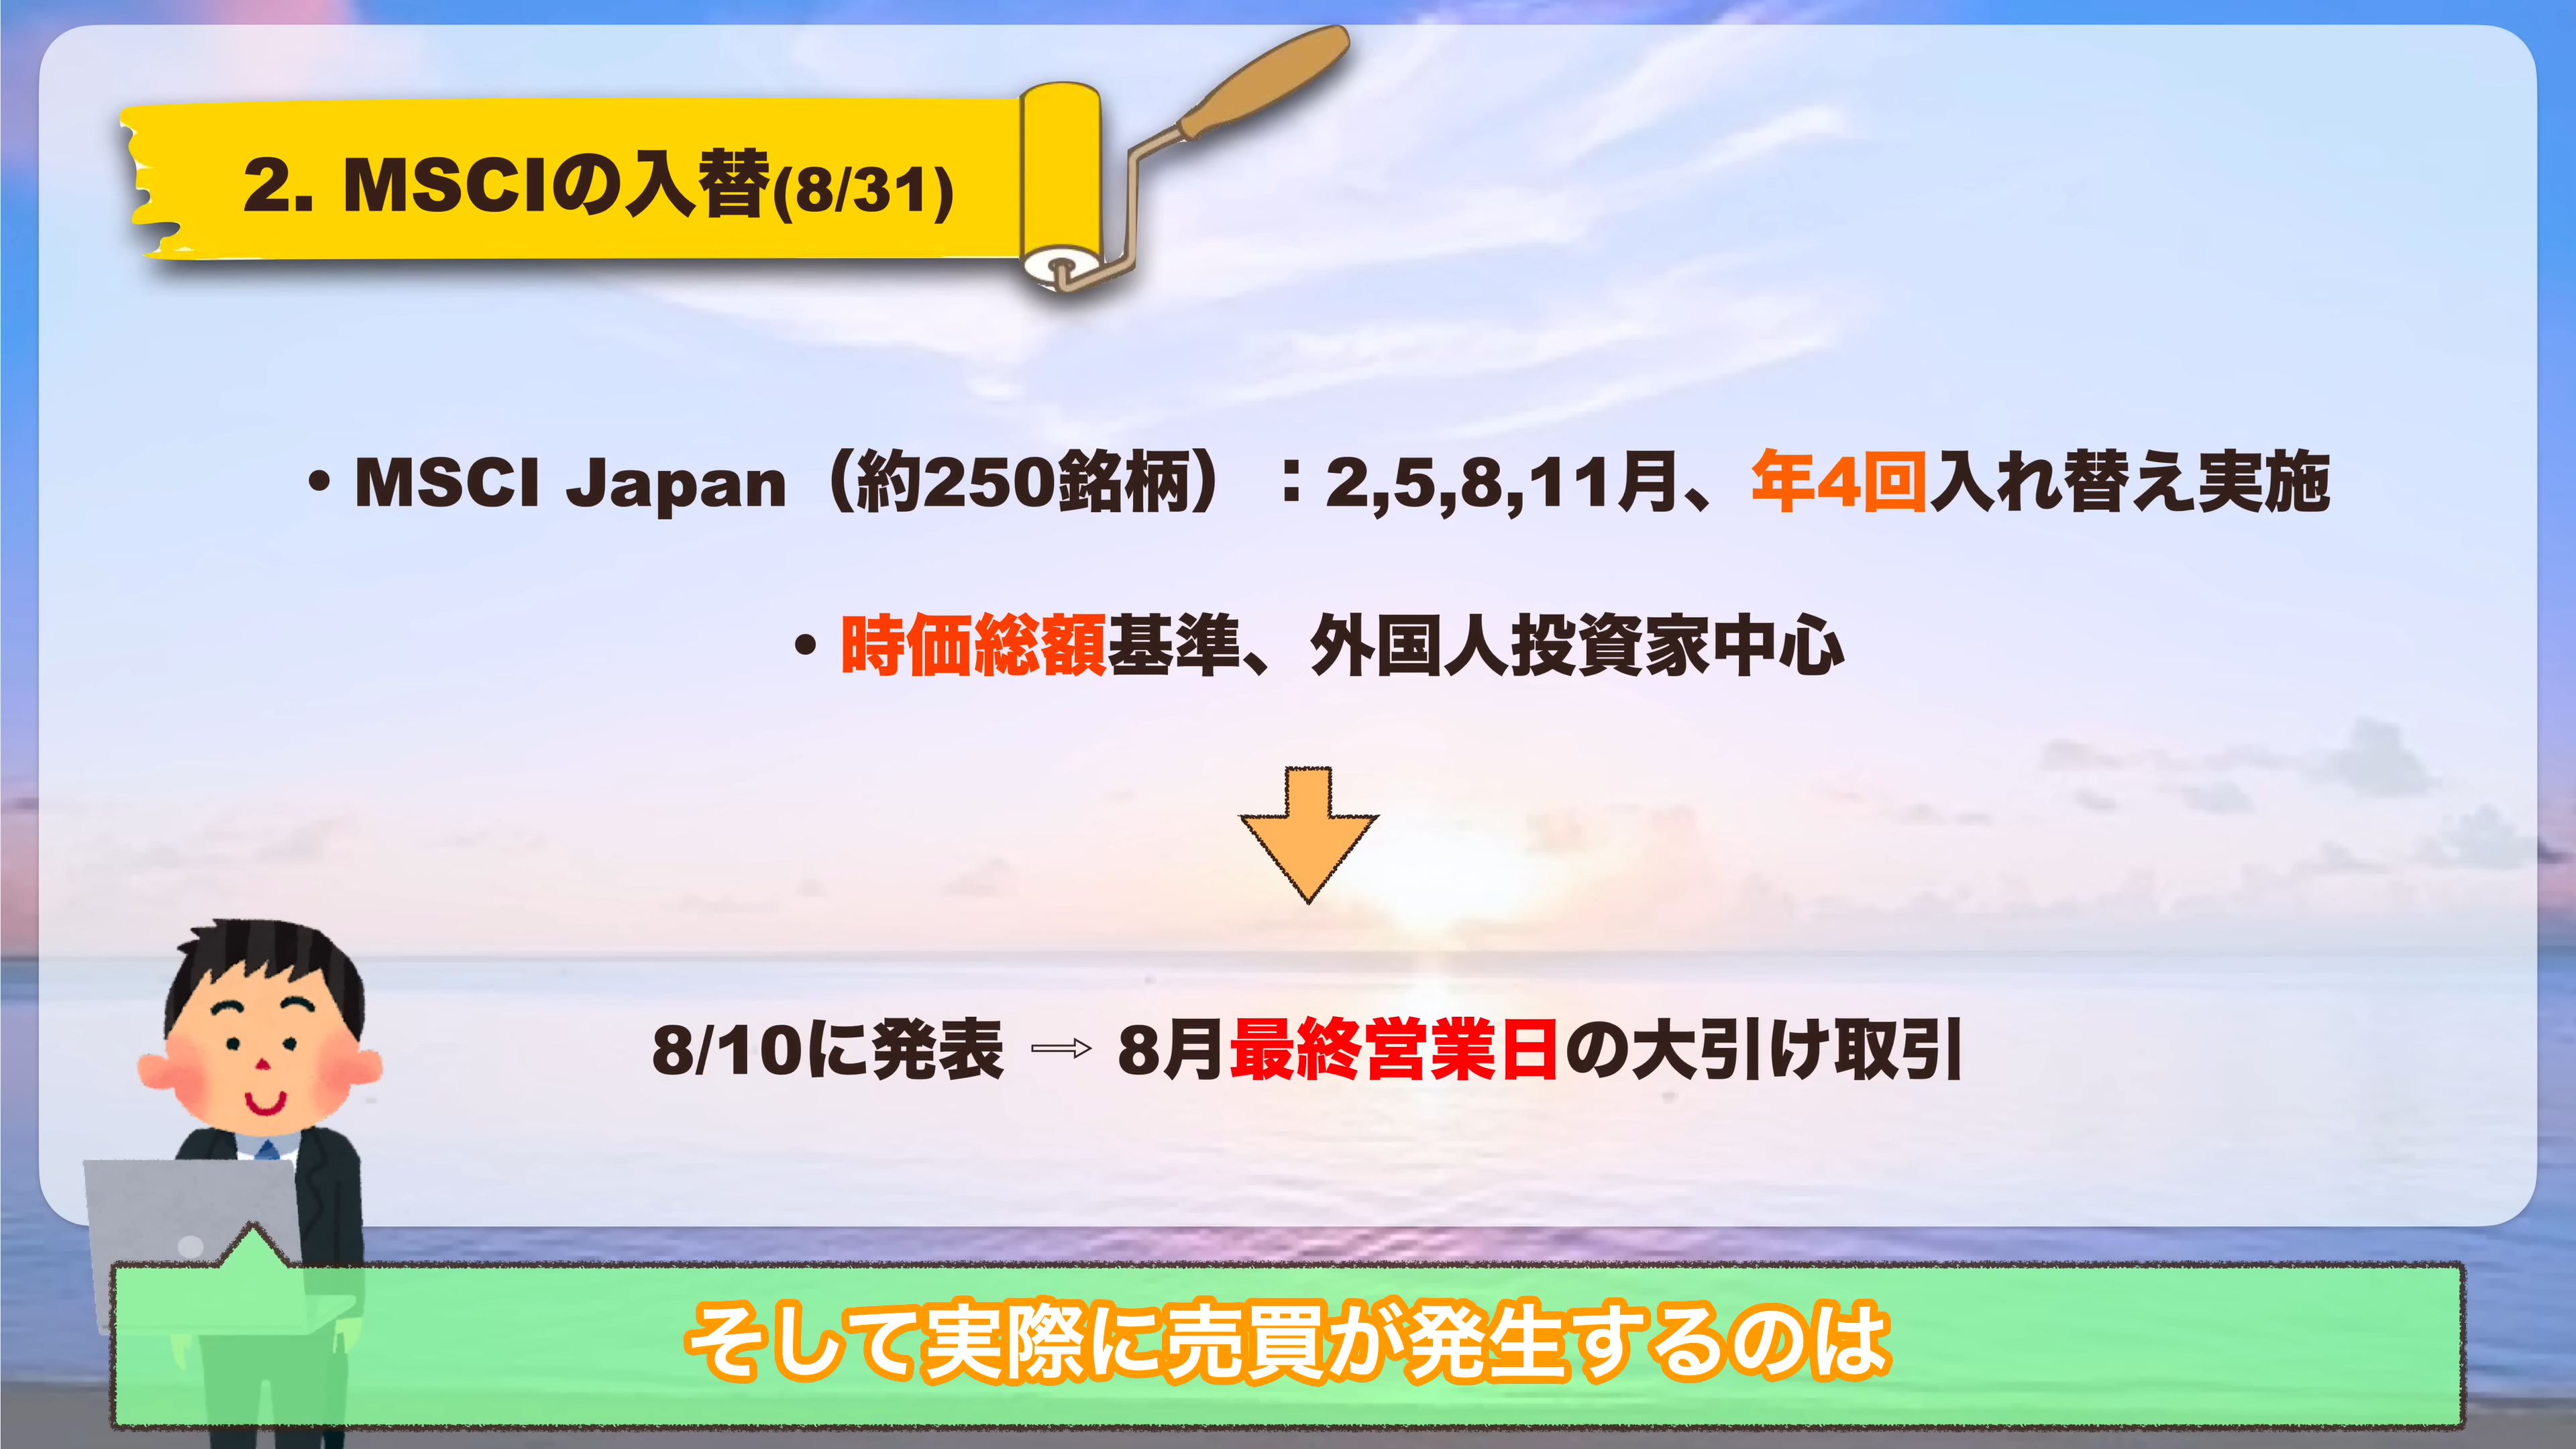 2. MSCIの入替(8/31)
• MSCI Japan（約250銘柄）：2,5,8,11月、年4回入れ替え実施
• 時価総額基準、外国人投資家中心
8/10に発表 ⇨ 8月最終営業日の大引け取引
そして実際に売買が発生するのは